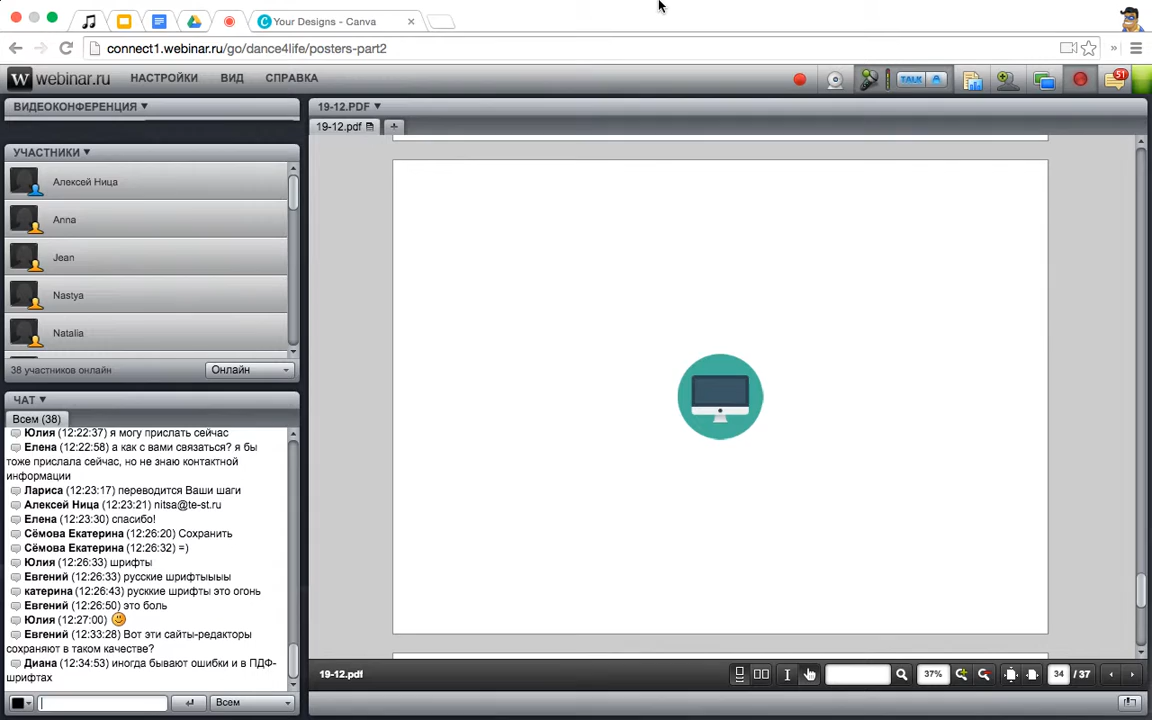 Your Designs - Canva
connect1.webinar.ru/go/dance4life/posters-part2
W webinar.ru
НАСТРОЙКИ
ВИД
СПРАВКА
TALK
51
ВИДЕОКОНФЕРЕНЦИЯ
19-12.PDF
19-12.pdf
УЧАСТНИКИ
Алексей Ница
Anna
Jean
Nastya
Natalia
38 участников онлайн
Онлайн
ЧАТ
Всем (38)
Юлия (12:22:37) я могу прислать сейчас
Елена (12:22:58) а как с вами связаться? я бы
тоже прислала сейчас, но не знаю контактной
информации
Лариса (12:23:17) переводится Ваши шаги
Алексей Ница (12:23:21) nitsa@te-st.ru
Елена (12:23:30) спасибо!
Сёмова Екатерина (12:26:20) Сохранить
Сёмова Екатерина (12:26:32) =)
Юлия (12:26:33) шрифты
Евгений (12:26:33) русские шрифтыыыы
катерина (12:26:43) русккие шрифты это огонь
Евгений (12:26:50) это боль
Юлия (12:27:00)
Евгений (12:33:28) Вот эти сайты-редакторы
сохраняют в таком качестве?
Диана (12:34:53) иногда бывают ошибки и в ПДФ-
шрифтах
Всем
19-12.pdf
37%
34 / 37